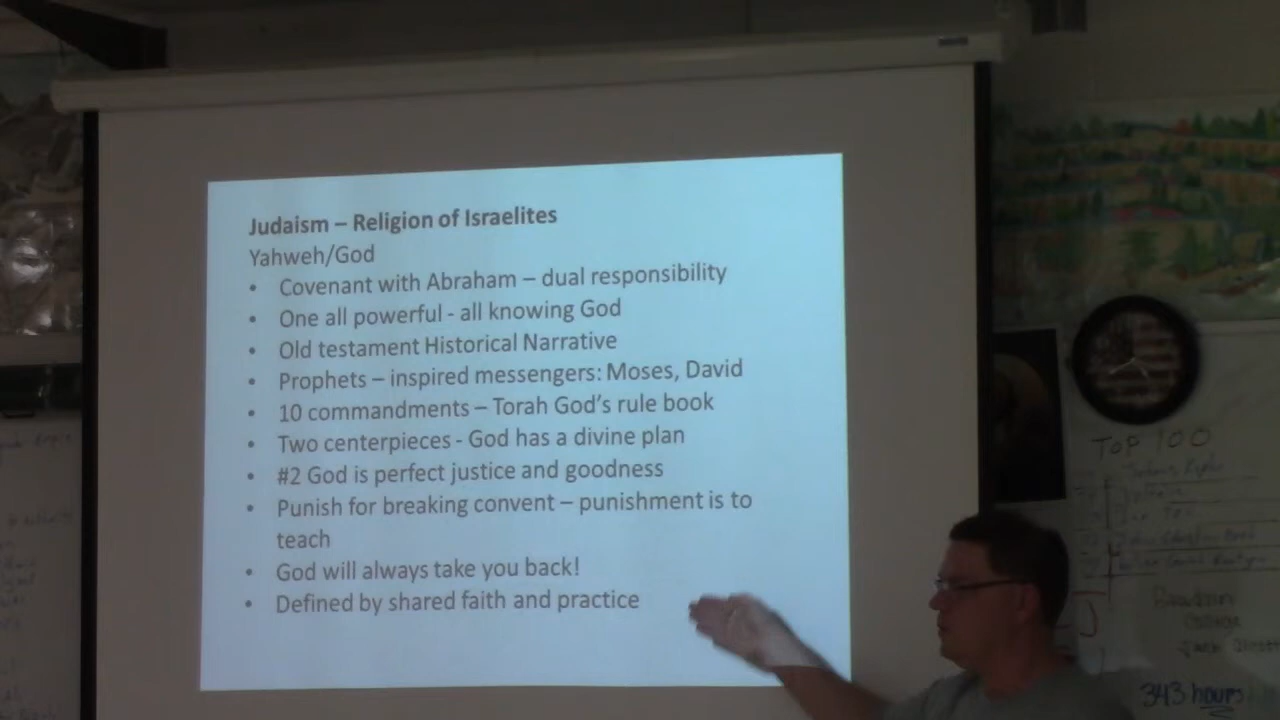 Judaism – Religion of Israelites
Yahweh/God
• Covenant with Abraham – dual responsibility
• One all powerful - all knowing God
• Old testament Historical Narrative
• Prophets – inspired messengers: Moses, David
• 10 commandments – Torah God's rule book
• Two centerpieces - God has a divine plan
• #2 God is perfect justice and goodness
• Punish for breaking convent – punishment is to
teach
• God will always take you back!
• Defined by shared faith and practice
TOP 100
343 hours